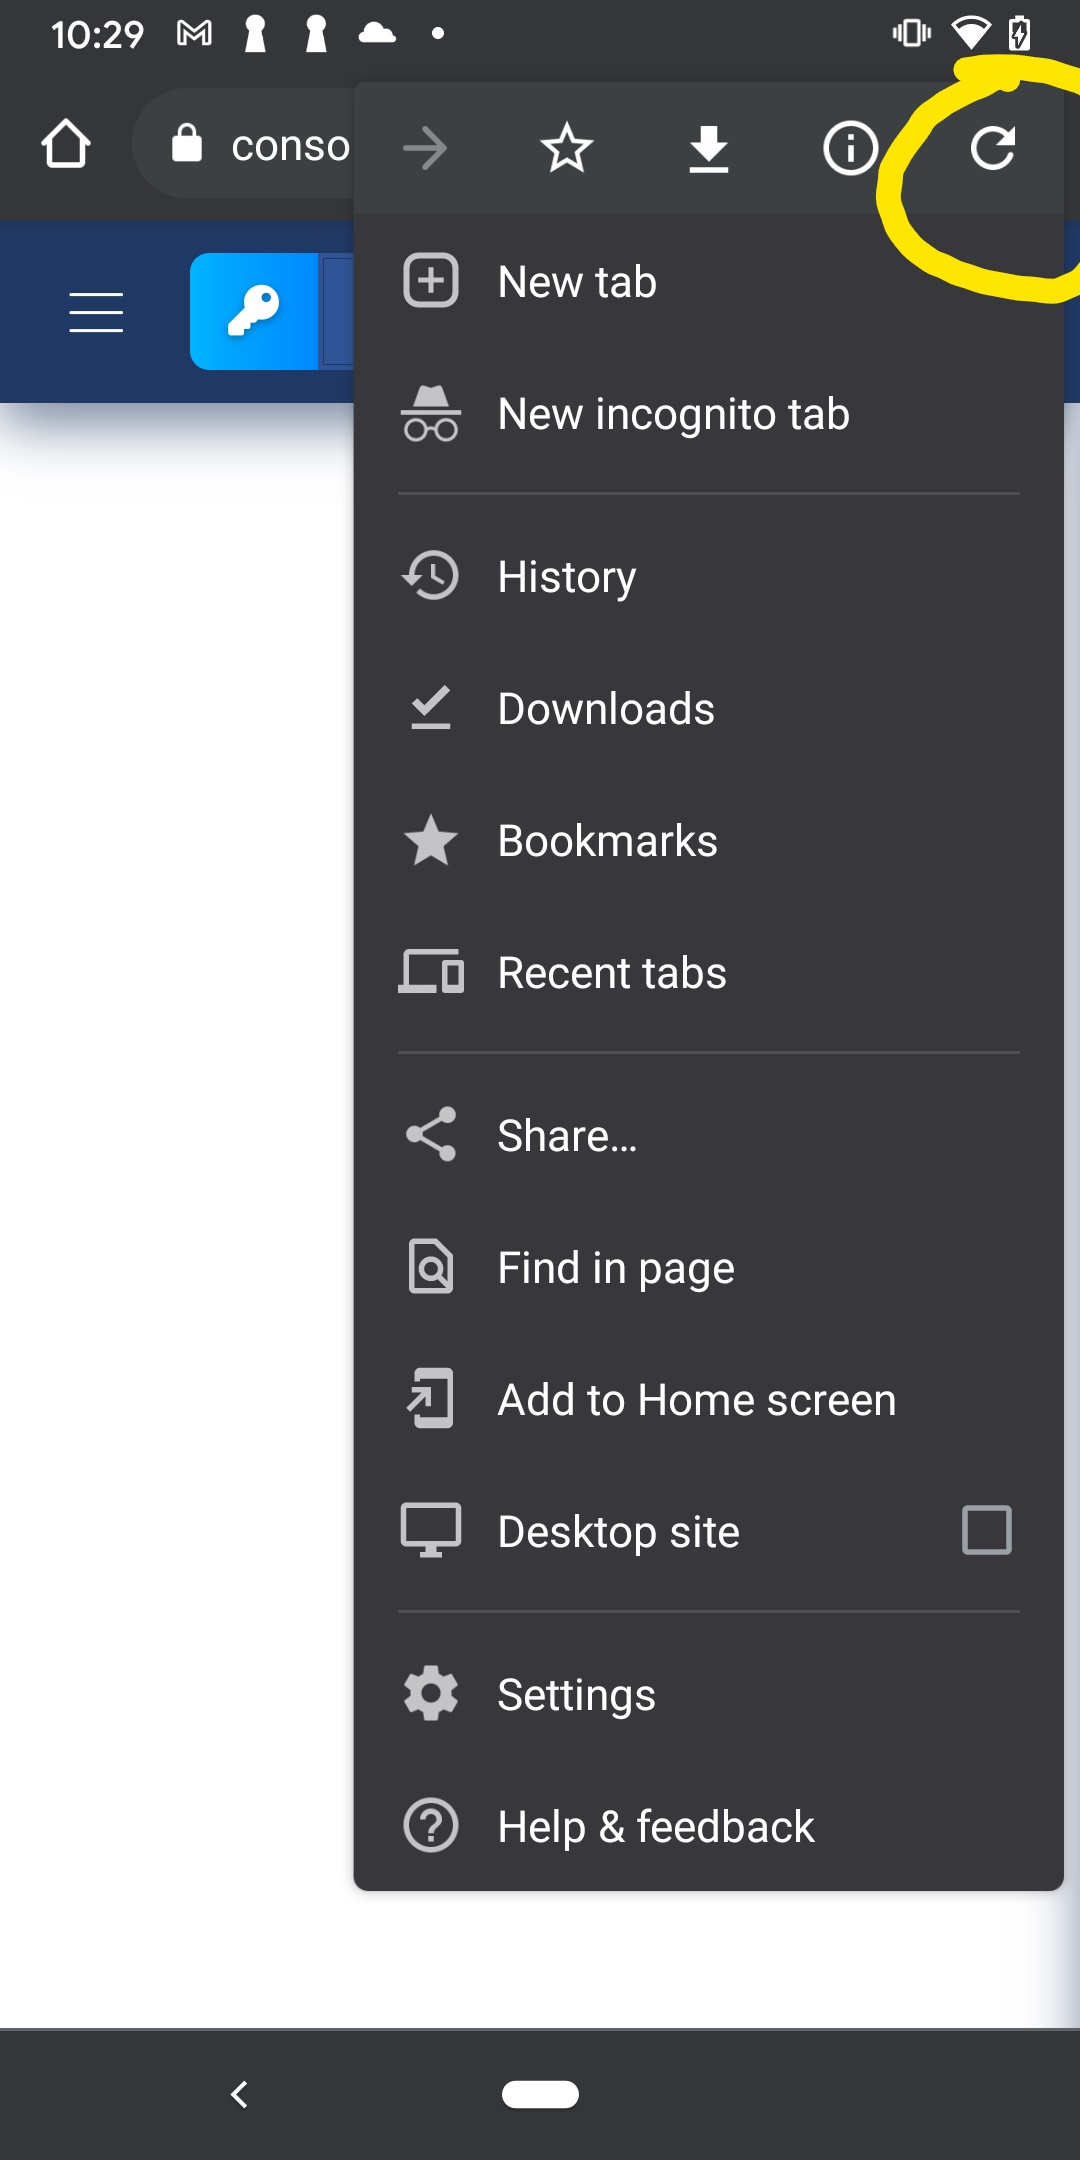 10:29
conso
New tab
New incognito tab
History
Downloads
Bookmarks
Recent tabs
Share...
Find in page
Add to Home screen
Desktop site
Settings
Help & feedback